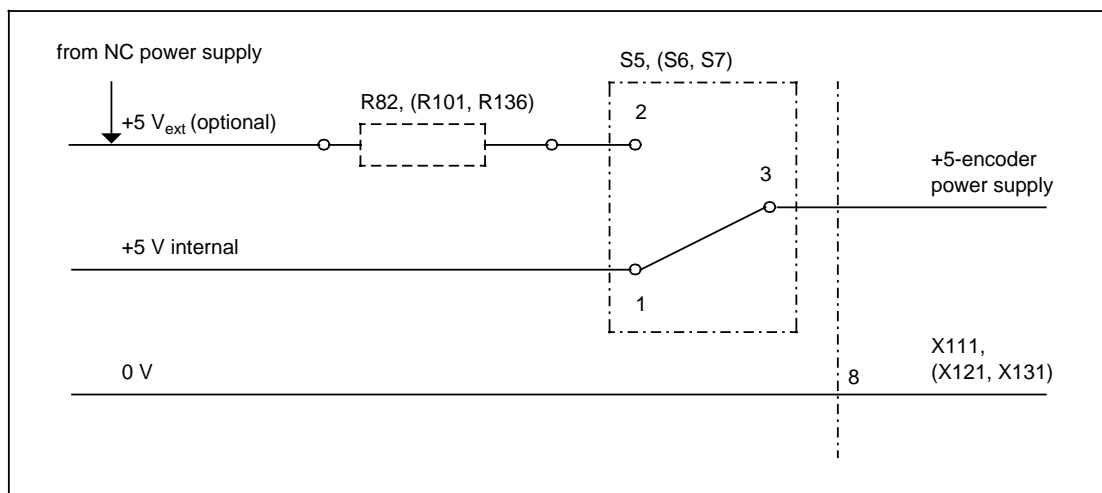 from NC power supply
S5, (S6, S7)
R82, (R101, R136)
2
+5 Vext (optional)
3
+5-encoder
power supply
+5 V internal
1
X111,
(X121, X131)
0 V
8